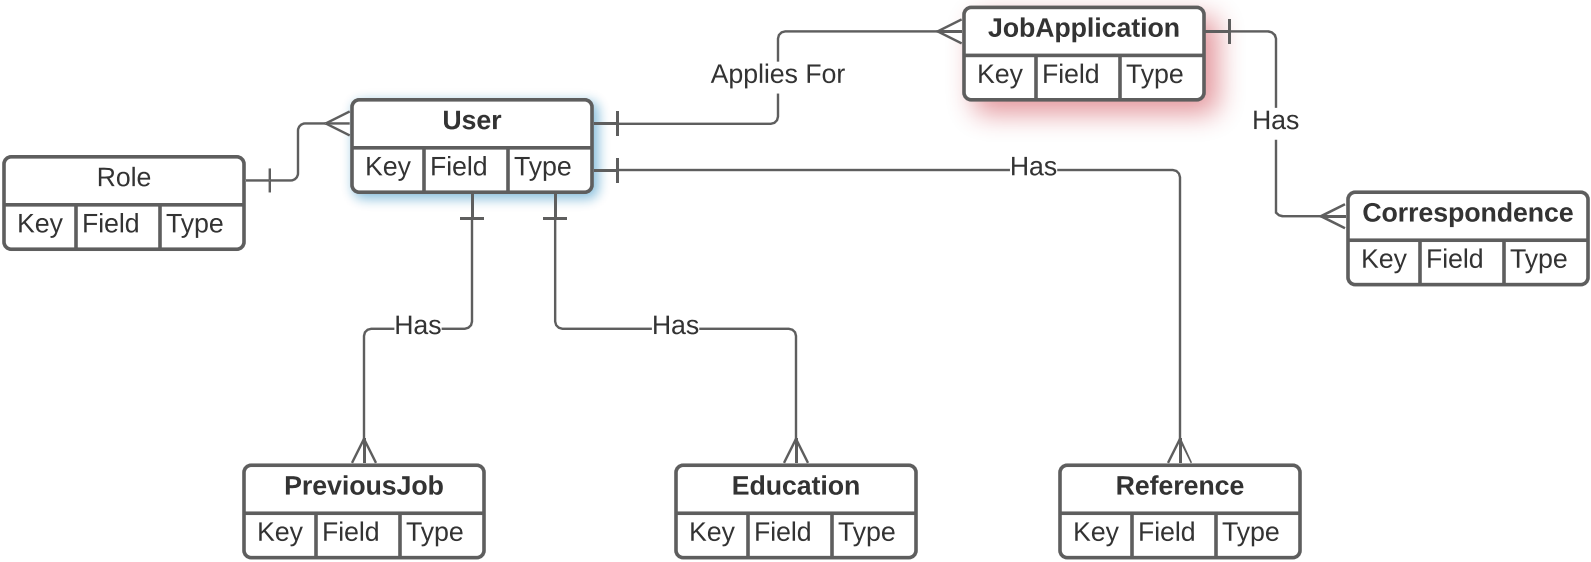 JobApplication
Key Field Type
Applies For
User
Key Field Type
Has
Has
Role
Key Field Type
Correspondence
Key Field Type
Has
Has
PreviousJob
Key Field Type
Education
Key Field Type
Reference
Key Field Type